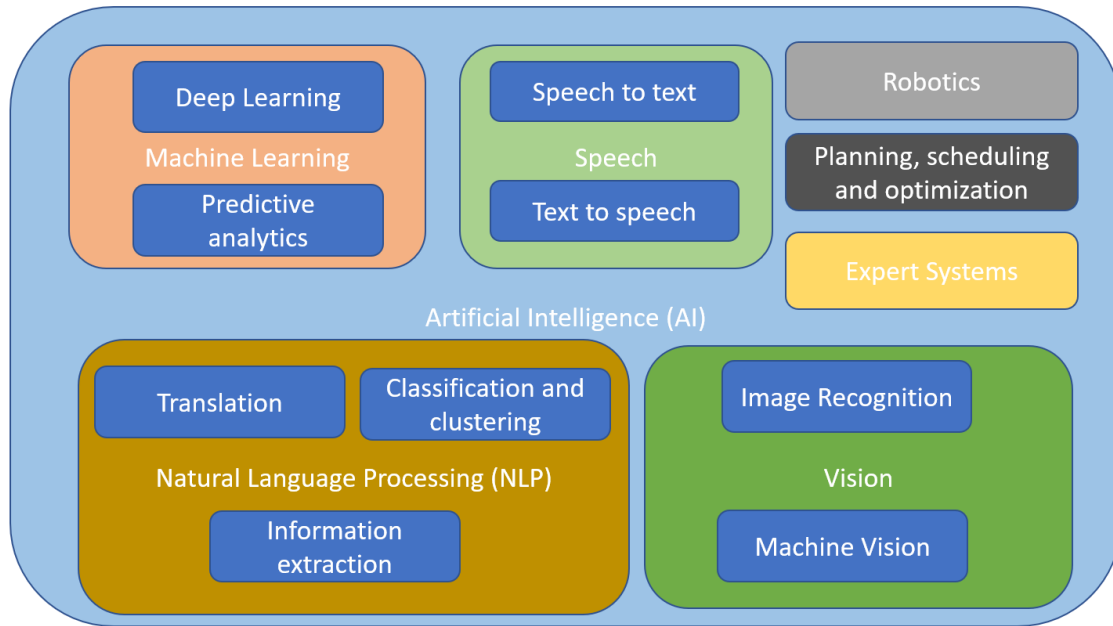 Deep Learning
Machine Learning
Predictive
analytics
Speech to text
Speech
Text to speech
Robotics
Planning, scheduling
and optimization
Expert Systems
Artificial Intelligence (AI)
Translation
Classification and
clustering
Natural Language Processing (NLP)
Information
extraction
Image Recognition
Vision
Machine Vision